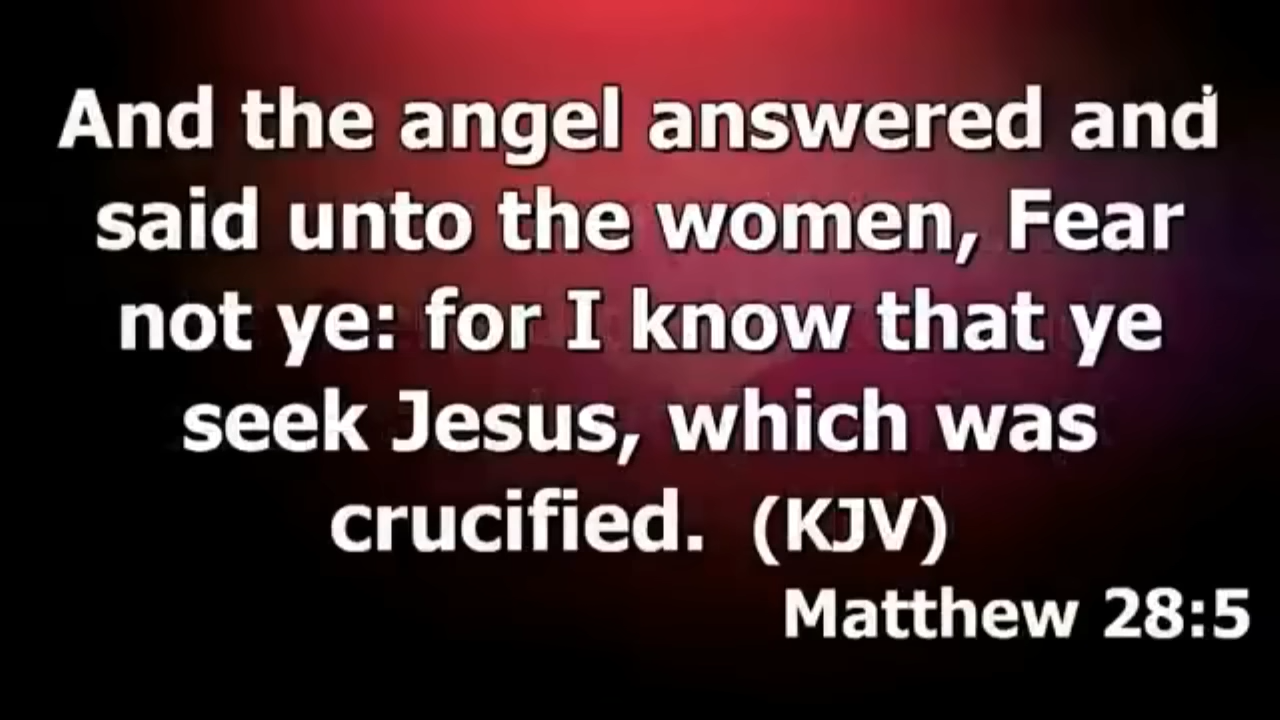 And the angel answered and
said unto the women, Fear
not ye: for I know that ye
seek Jesus, which was
crucified. (KJV)
Matthew 28:5